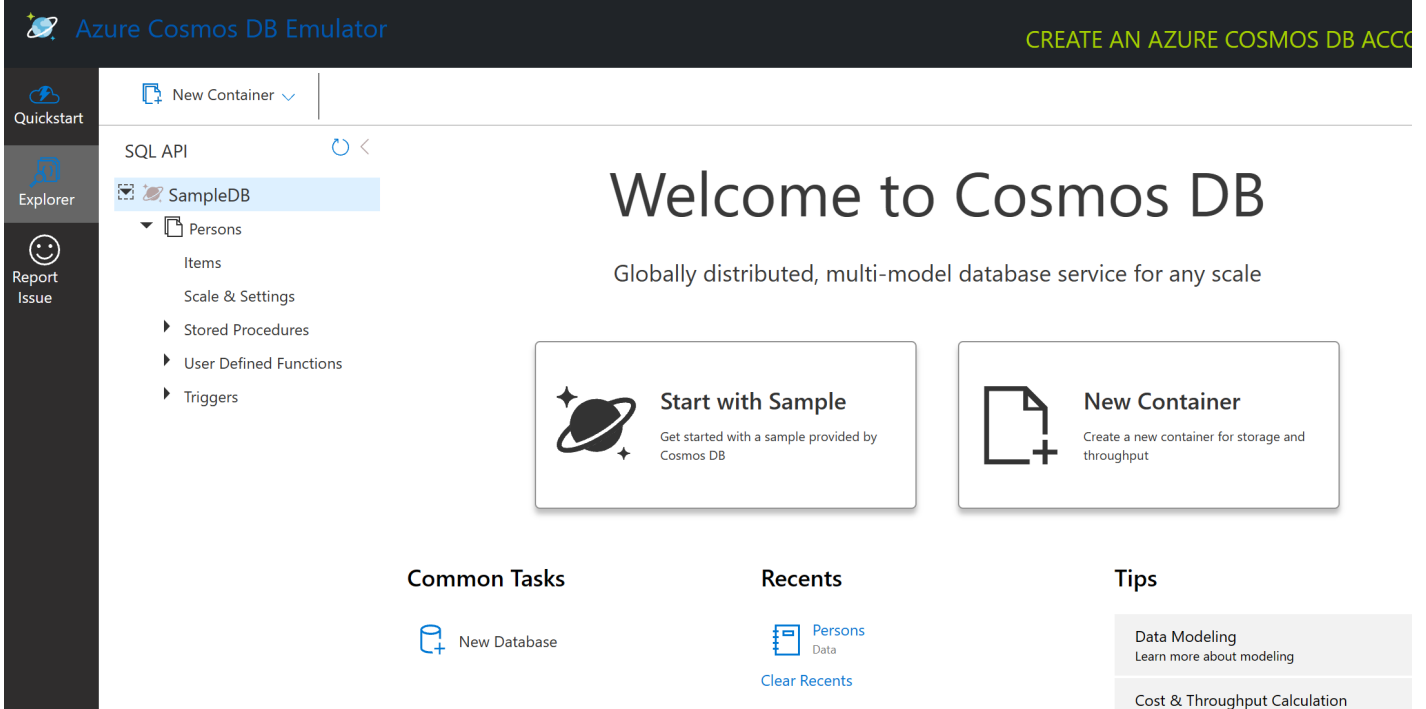 Azure Cosmos DB Emulator
CREATE AN AZURE COSMOS DB ACCO
Quickstart
Explorer
Report
Issue
New Container
SQL API
SampleDB
Persons
Items
Scale & Settings
Stored Procedures
User Defined Functions
Triggers
Welcome to Cosmos DB
Globally distributed, multi-model database service for any scale
Start with Sample
Get started with a sample provided by
Cosmos DB
New Container
Create a new container for storage and
throughput
Common Tasks
New Database
Recents
Persons
Data
Clear Recents
Tips
Data Modeling
Learn more about modeling
Cost & Throughput Calculation